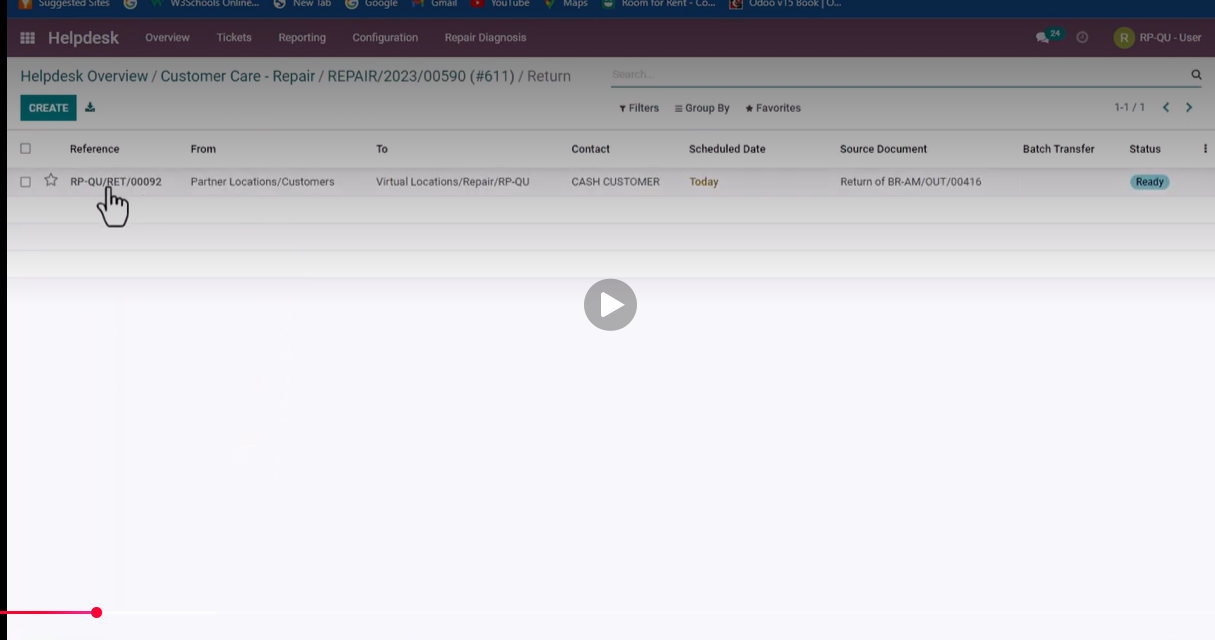 Suggested Sites W3Schools Online... New Tab Google Gmail YouTube Maps Room for Rent - Co... Odoo v15 Book | O...
Helpdesk Overview Tickets Reporting Configuration Repair Diagnosis 24 R RP-QU - User
Helpdesk Overview / Customer Care - Repair / REPAIR/2023/00590 (#611) / Return Search...
CREATE Filters Group By Favorites 1-1 / 1
Reference From To Contact Scheduled Date Source Document Batch Transfer Status
RP-QU/RET/00092 Partner Locations/Customers Virtual Locations/Repair/RP-QU CASH CUSTOMER Today Return of BR-AM/OUT/00416 Ready